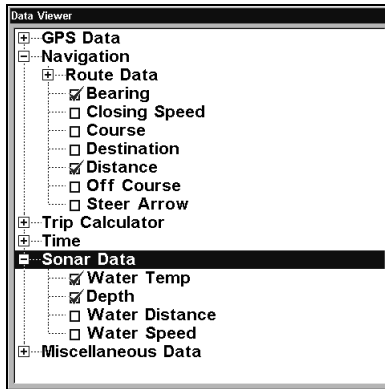 Data Viewer
GPS Data
Navigation
Route Data
Bearing
Closing Speed
Course
Destination
Distance
Off Course
Steer Arrow
Trip Calculator
Time
Sonar Data
Water Temp
Depth
Water Distance
Water Speed
Miscellaneous Data